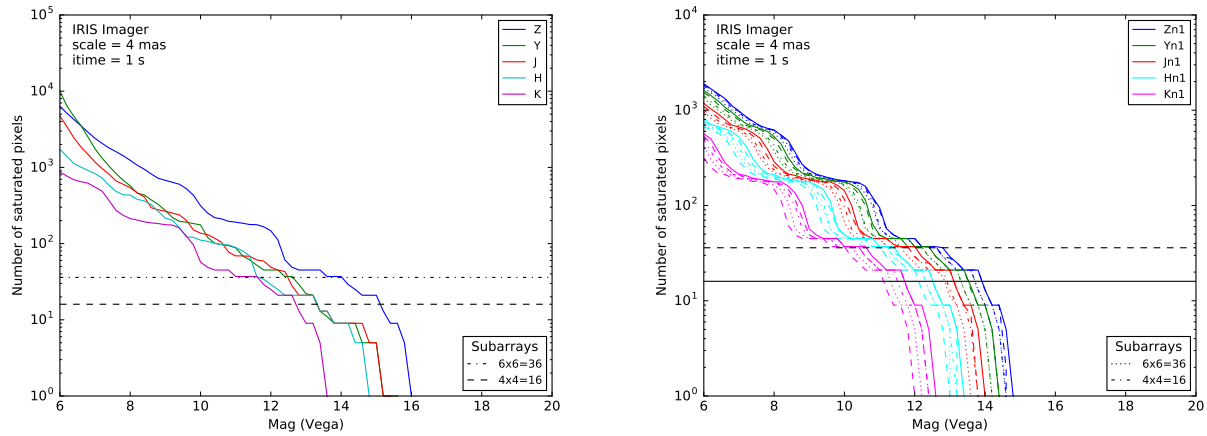 IRIS Imager
scale = 4 mas
itime = 1 s
Z
Y
J
H
K
Number of saturated pixels
10^5
10^4
10^3
10^2
10^1
10^0
Subarrays
6x6=36
4x4=16
6 8 10 12 14 16 18 20
Mag (Vega)
IRIS Imager
scale = 4 mas
itime = 1 s
Zn1
Yn1
Jn1
Hn1
Kn1
Number of saturated pixels
10^4
10^3
10^2
10^1
10^0
Subarrays
6x6=36
4x4=16
6 8 10 12 14 16 18 20
Mag (Vega)